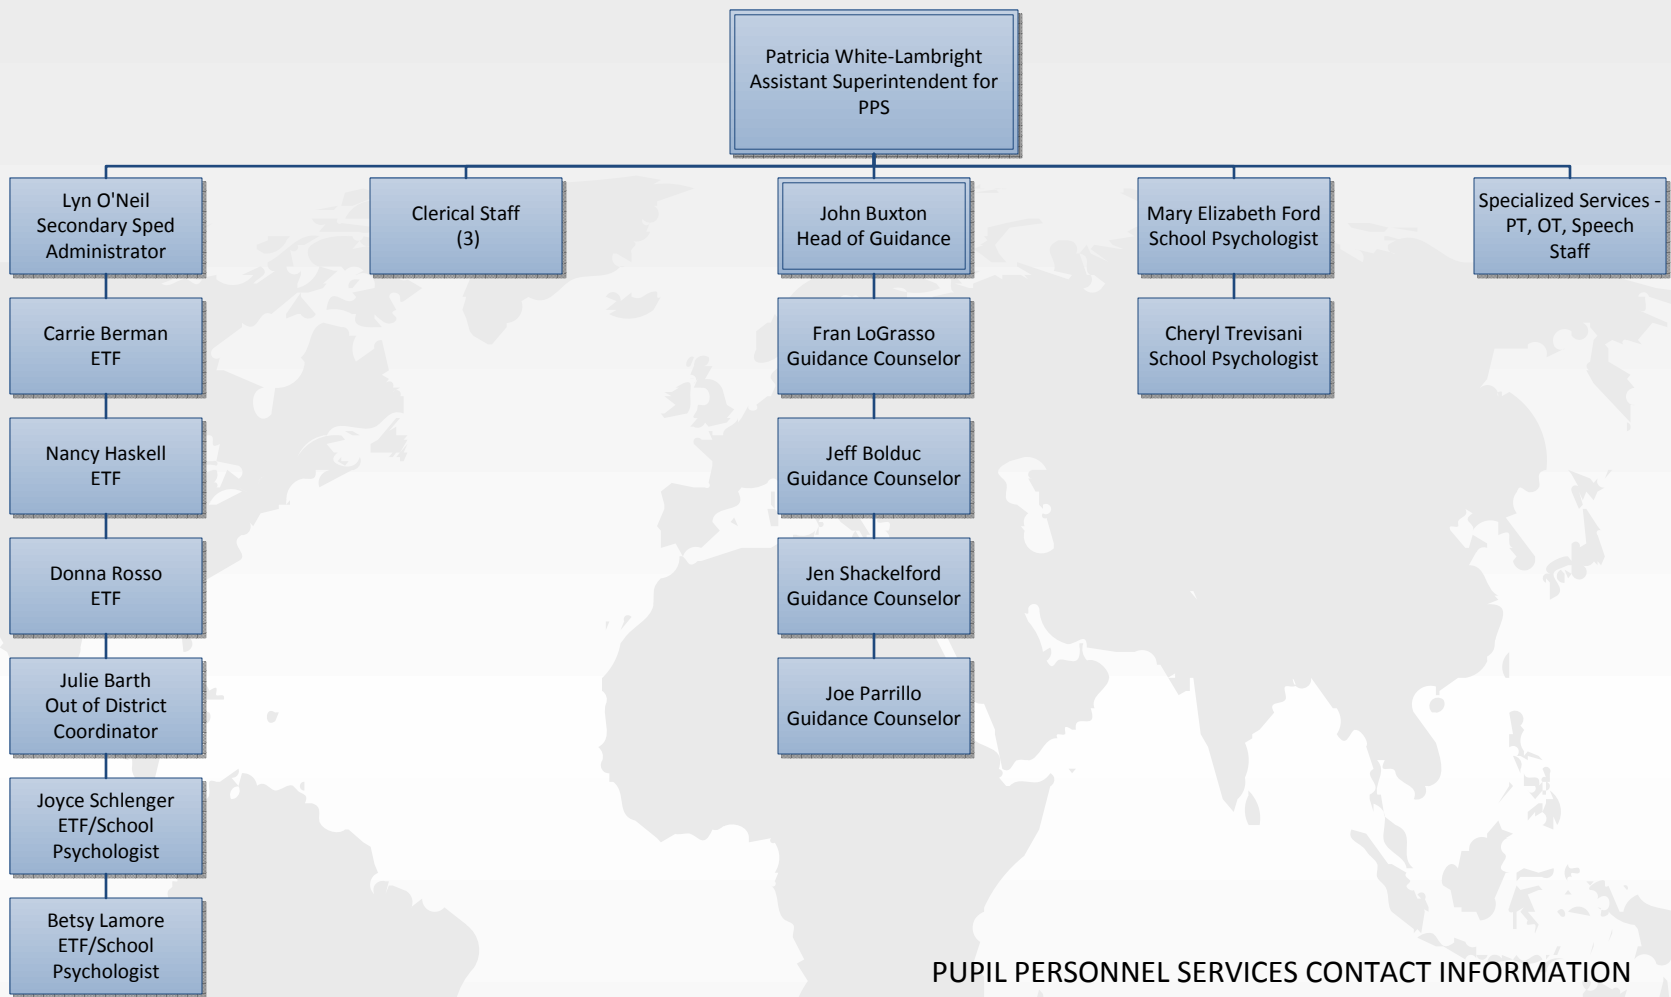 Patricia White-Lambright
Assistant Superintendent for
PPS
Lyn O'Neil
Secondary Sped
Administrator
Clerical Staff
(3)
John Buxton
Head of Guidance
Mary Elizabeth Ford
School Psychologist
Specialized Services -
PT, OT, Speech
Staff
Carrie Berman
ETF
Fran LoGrasso
Guidance Counselor
Cheryl Trevisani
School Psychologist
Nancy Haskell
ETF
Jeff Bolduc
Guidance Counselor
Donna Rosso
ETF
Jen Shackelford
Guidance Counselor
Julie Barth
Out of District
Coordinator
Joe Parrillo
Guidance Counselor
Joyce Schlenger
ETF/School
Psychologist
Betsy Lamore
ETF/School
Psychologist
PUPIL PERSONNEL SERVICES CONTACT INFORMATION